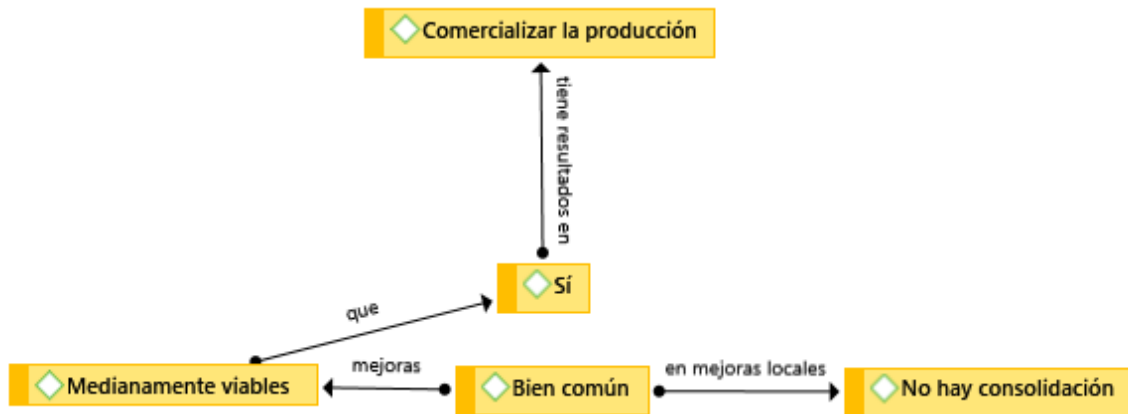 Comercializar la producción
tiene resultados en
Sí
que
Medianamente viables
mejoras
Bien común
en mejoras locales
No hay consolidación